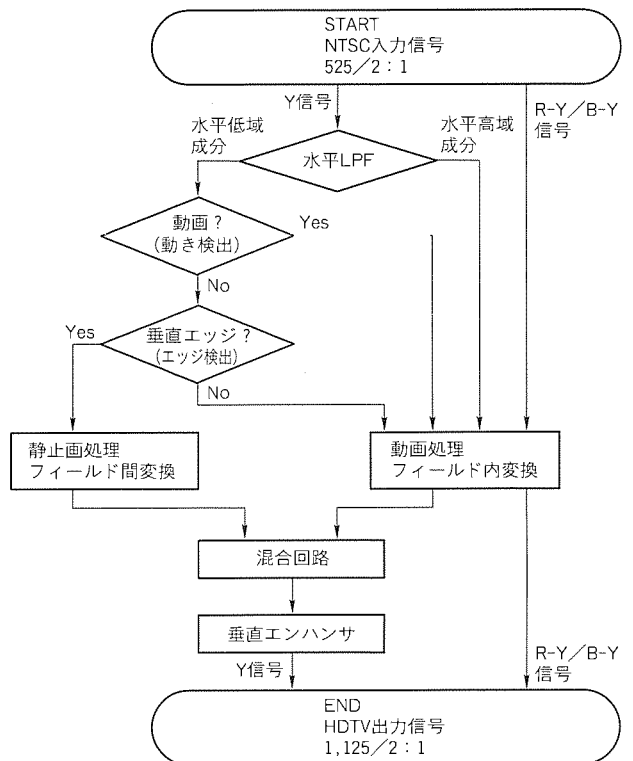 START
NTSC入力信号
525／2：1
Y信号
R-Y／B-Y
信号
水平低域
成分
水平高域
成分
水平LPF
動画？
(動き検出)
Yes
No
Yes
垂直エッジ？
(エッジ検出)
No
静止画処理
フィールド間変換
動画処理
フィールド内変換
混合回路
垂直エンハンサ
Y信号
R-Y／B-Y
信号
END
HDTV出力信号
1,125／2：1